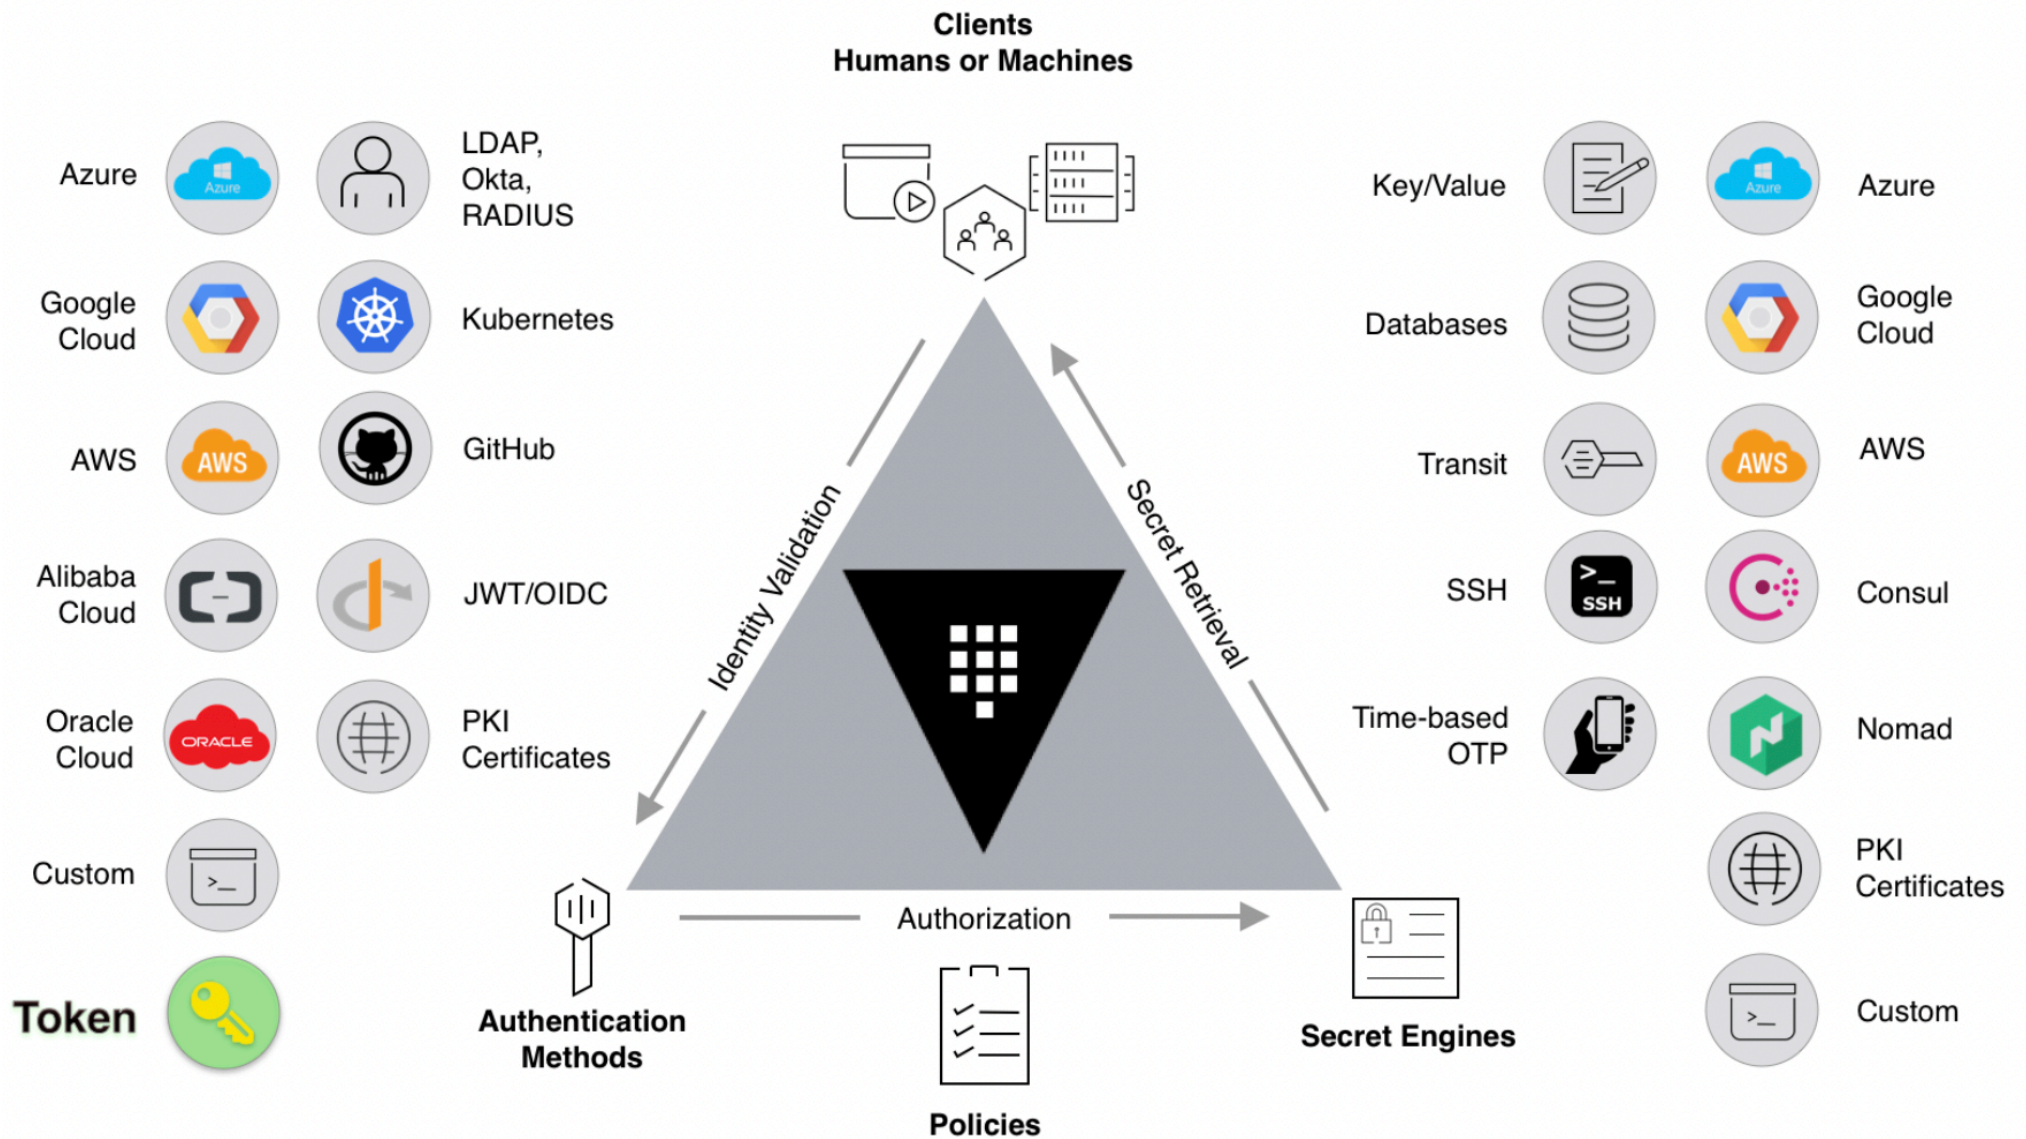 Clients
Humans or Machines
Azure
Azure
LDAP,
Okta,
RADIUS
Google
Cloud
Kubernetes
AWS
AWS
GitHub
Alibaba
Cloud
JWT/OIDC
Oracle
Cloud
ORACLE
PKI
Certificates
Custom
>_
Token
Identity Validation
Secret Retrieval
Authorization
Authentication
Methods
Policies
Secret Engines
Key/Value
Azure
Azure
Databases
Google
Cloud
Transit
AWS
AWS
SSH
>_
SSH
Consul
Time-based
OTP
Nomad
PKI
Certificates
>_
Custom